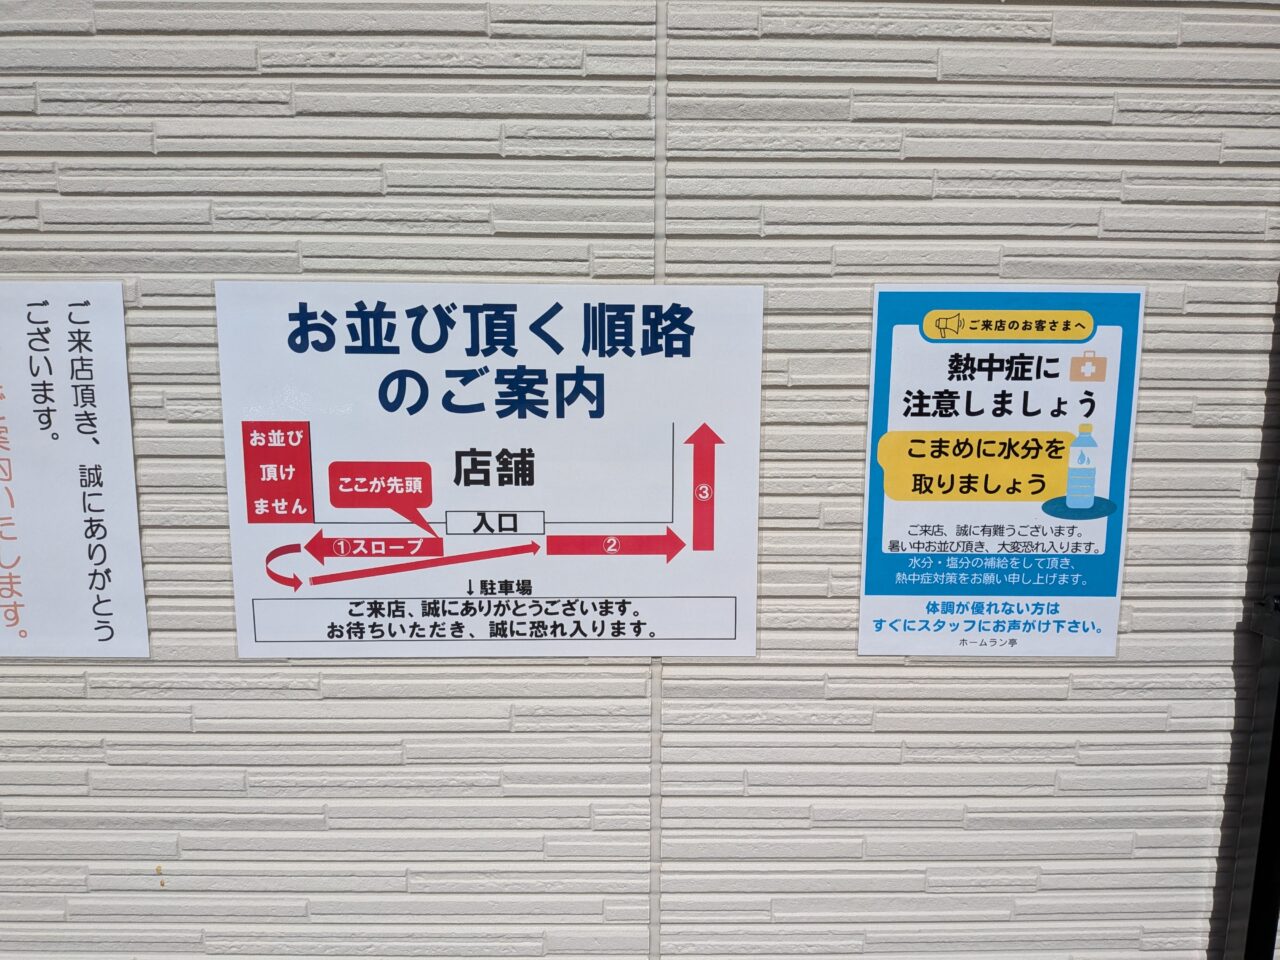 ご来店頂き、誠にありがとう
ございます。
ご案内いたします。
お並び頂く順路
のご案内
お並び
頂け
ません
ここが先頭
店舗
入口
①スロープ
②
③
↓駐車場
ご来店、誠にありがとうございます。
お待ちいただき、誠に恐れ入ります。
ご来店のお客さまへ
熱中症に
注意しましょう
こまめに水分を
取りましょう
ご来店、誠に有難うございます。
暑い中お並び頂き、大変恐れ入ります。
水分・塩分の補給をして頂き、
熱中症対策をお願い申し上げます。
体調が優れない方は
すぐにスタッフにお声がけ下さい。
ホームラン亭